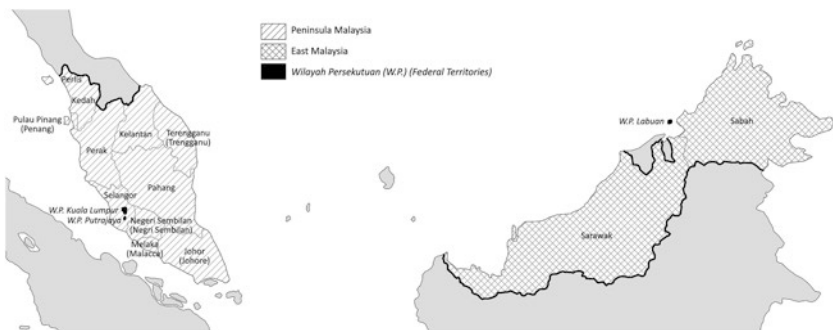 Peninsula Malaysia
East Malaysia
Wilayah Persekutuan (W.P.) (Federal Territories)
Perlis
Kedah
Pulau Pinang
(Penang)
Kelantan
Terengganu
(Trengganu)
Perak
Pahang
Selangor
W.P. Kuala Lumpur
W.P. Putrajaya
Negeri Sembilan
(Negri Sembilan)
Melaka
(Malacca)
Johor
(Johore)
W.P. Labuan
Sabah
Sarawak